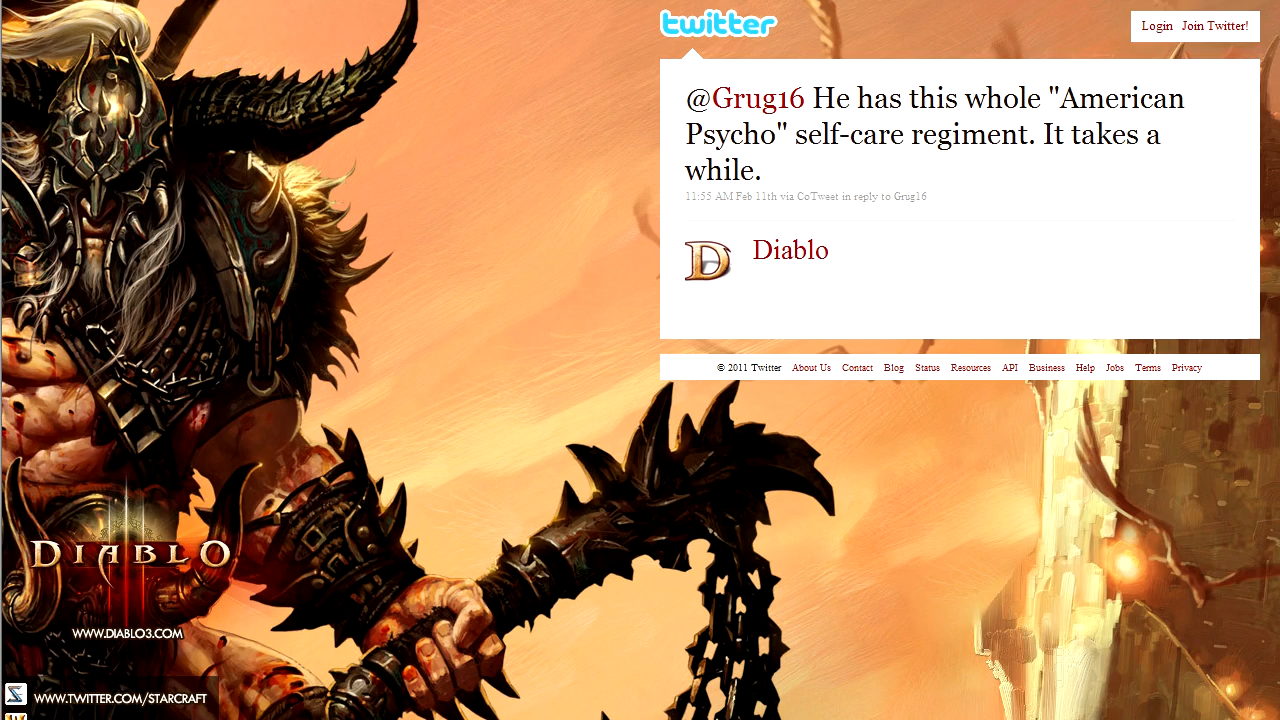 twitter
Login Join Twitter!
@Grug16 He has this whole "American
Psycho" self-care regiment. It takes a
while.
11:55 AM Feb 11th via CoTweet in reply to Grug16
D
Diablo
© 2011 Twitter About Us Contact Blog Status Resources API Business Help Jobs Terms Privacy
DIABLO
III
WWW.DIABLO3.COM
WWW.TWITTER.COM/STARCRAFT